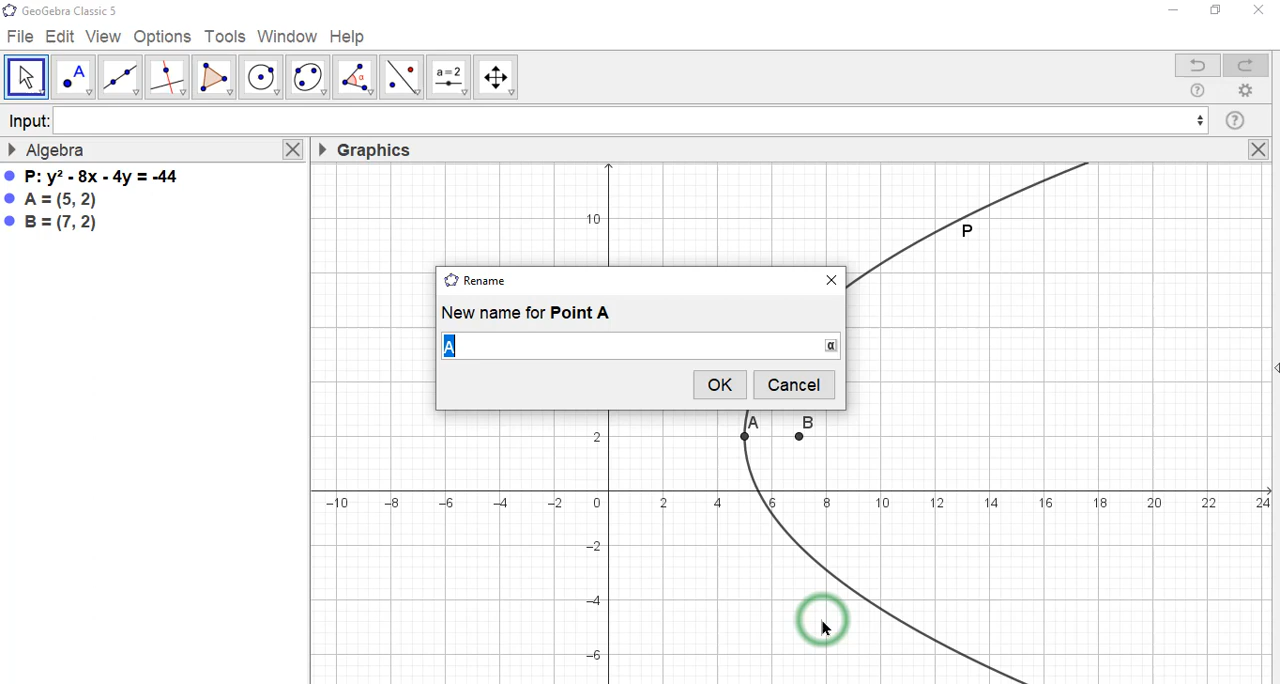 GeoGebra Classic 5
File Edit View Options Tools Window Help
A α a=2
Input:
Algebra
Graphics
P: y² - 8x - 4y = -44
A = (5, 2)
B = (7, 2)
10
P
Rename
New name for Point A
A α
OK Cancel
A B
2
-10 -8 -6 -4 -2 0 2 4 6 8 10 12 14 16 18 20 22 24
-2
-4
-6